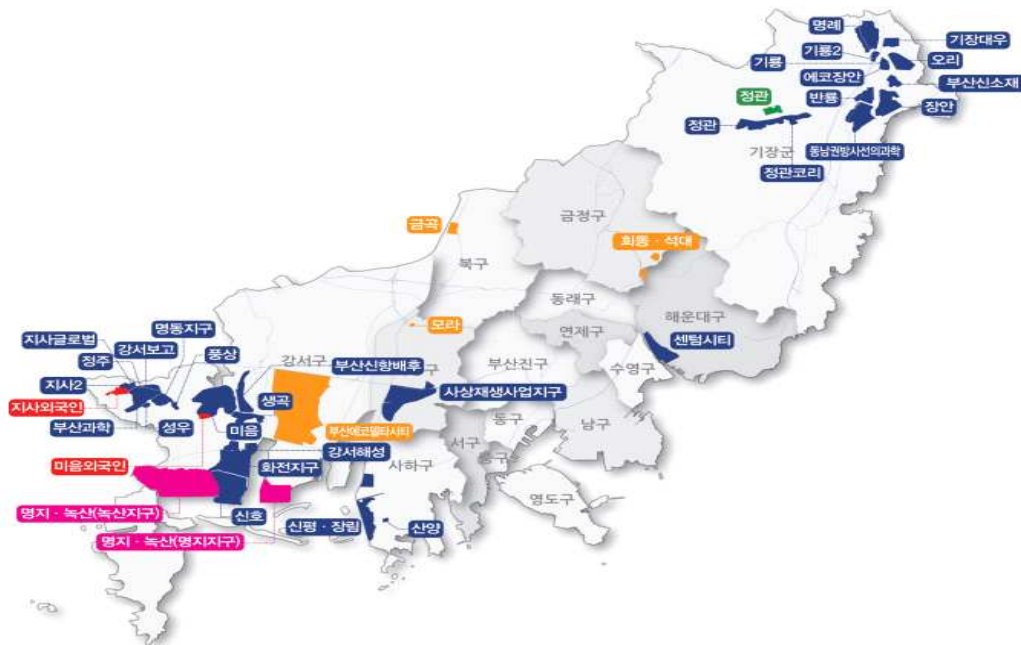 명례
기장대우
기룡2
오리
기룡
에코장안
부산신소재
정관
반룡
장안
정관
동남권방사선의과학
기장군
정관코리
금정구
금곡
회동 · 석대
북구
동래구
모라
해운대구
연제구
명동지구
센텀시티
지사글로벌
강서보고
풍상
강서구
부산신항배후
부산진구
수영구
정주
구
지사2
사상재생사업지구
생곡
지사외국인
동구
남구
부산과학
성우
미음
부산에코델타시티
서구
강서해성
구
미음외국인
화전지구
사하구
영도구
명지 · 녹산(녹산지구)
신호
신평 · 장림
산양
명지 · 녹산(명지지구)